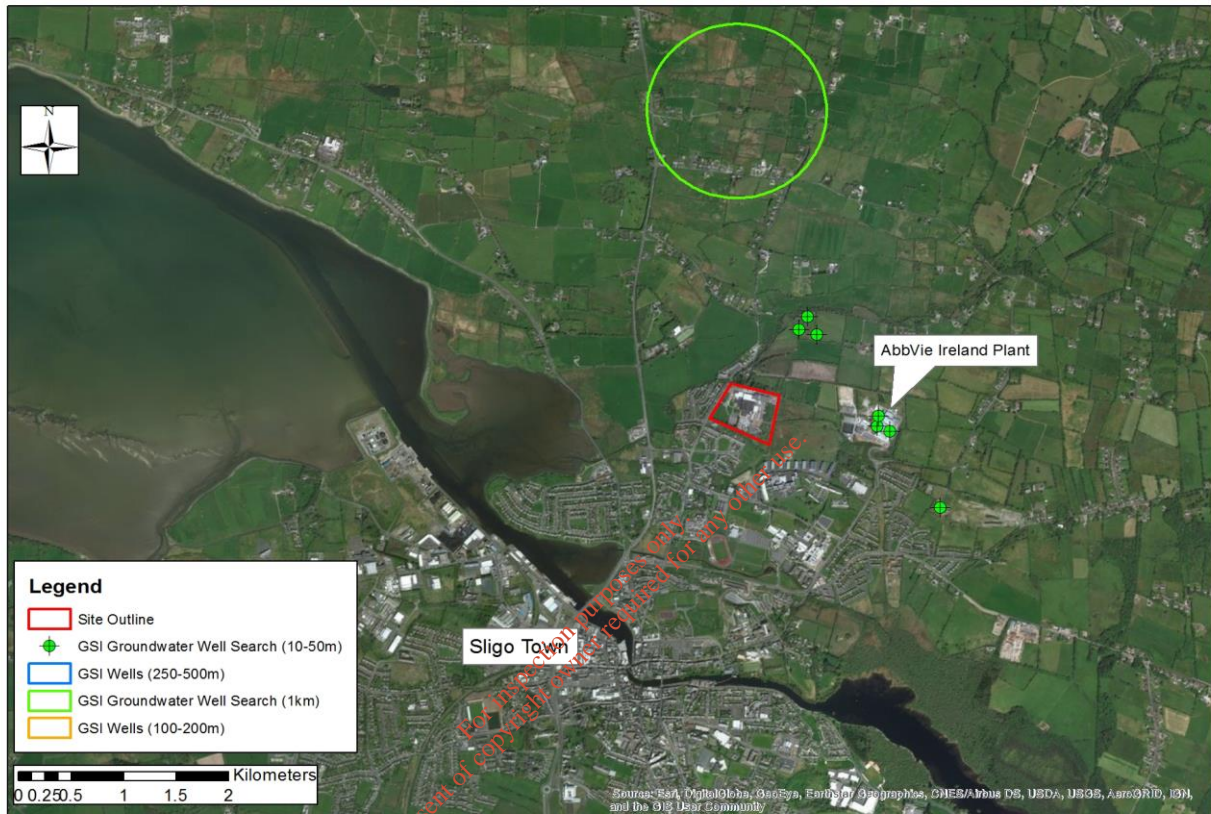 N
AbbVie Ireland Plant
Sligo Town
Legend
Site Outline
GSI Groundwater Well Search (10-50m)
GSI Wells (250-500m)
GSI Groundwater Well Search (1km)
GSI Wells (100-200m)
0 0.25 0.5 1 1.5 2 Kilometers
For inspection purposes only.
ent of copyright owner required for any other use.
Source: Esri, DigitalGlobe, GeoEye, Earthstar Geographics, CNES/Airbus DS, USDA, USGS, AeroGRID, IGN,
and the GIS User Community